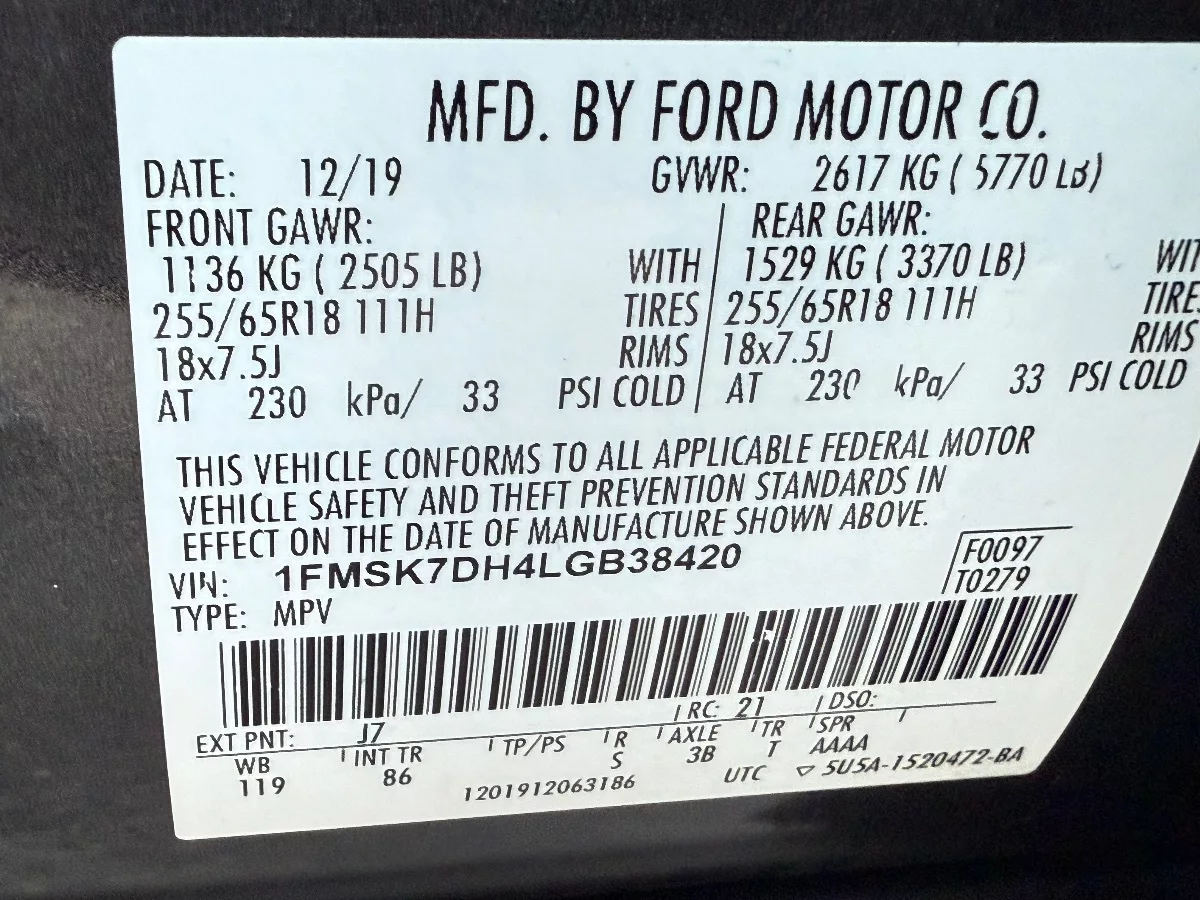 MFD. BY FORD MOTOR CO.
DATE: 12/19 GVWR: 2617 KG ( 5770 LB)
FRONT GAWR: REAR GAWR:
1136 KG ( 2505 LB) WITH 1529 KG ( 3370 LB) WIT
255/65R18 111H TIRES 255/65R18 111H TIRE
18x7.5J RIMS 18x7.5J RIMS
AT 230 kPa/ 33 PSI COLD AT 230 kPa/ 33 PSI COLD
THIS VEHICLE CONFORMS TO ALL APPLICABLE FEDERAL MOTOR
VEHICLE SAFETY AND THEFT PREVENTION STANDARDS IN
EFFECT ON THE DATE OF MANUFACTURE SHOWN ABOVE.
VIN: 1FMSK7DH4LGB38420 F0097
TYPE: MPV T0279
EXT PNT: J7 RC: 21 DSO:
WB INT TR TP/PS R AXLE TR SPR
119 86 S 3B T AAAA
1201912063186 UTC ▽ 5U5A-1520472-BA